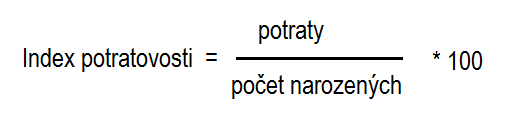 potraty
Index potratovosti = * 100
počet narozených